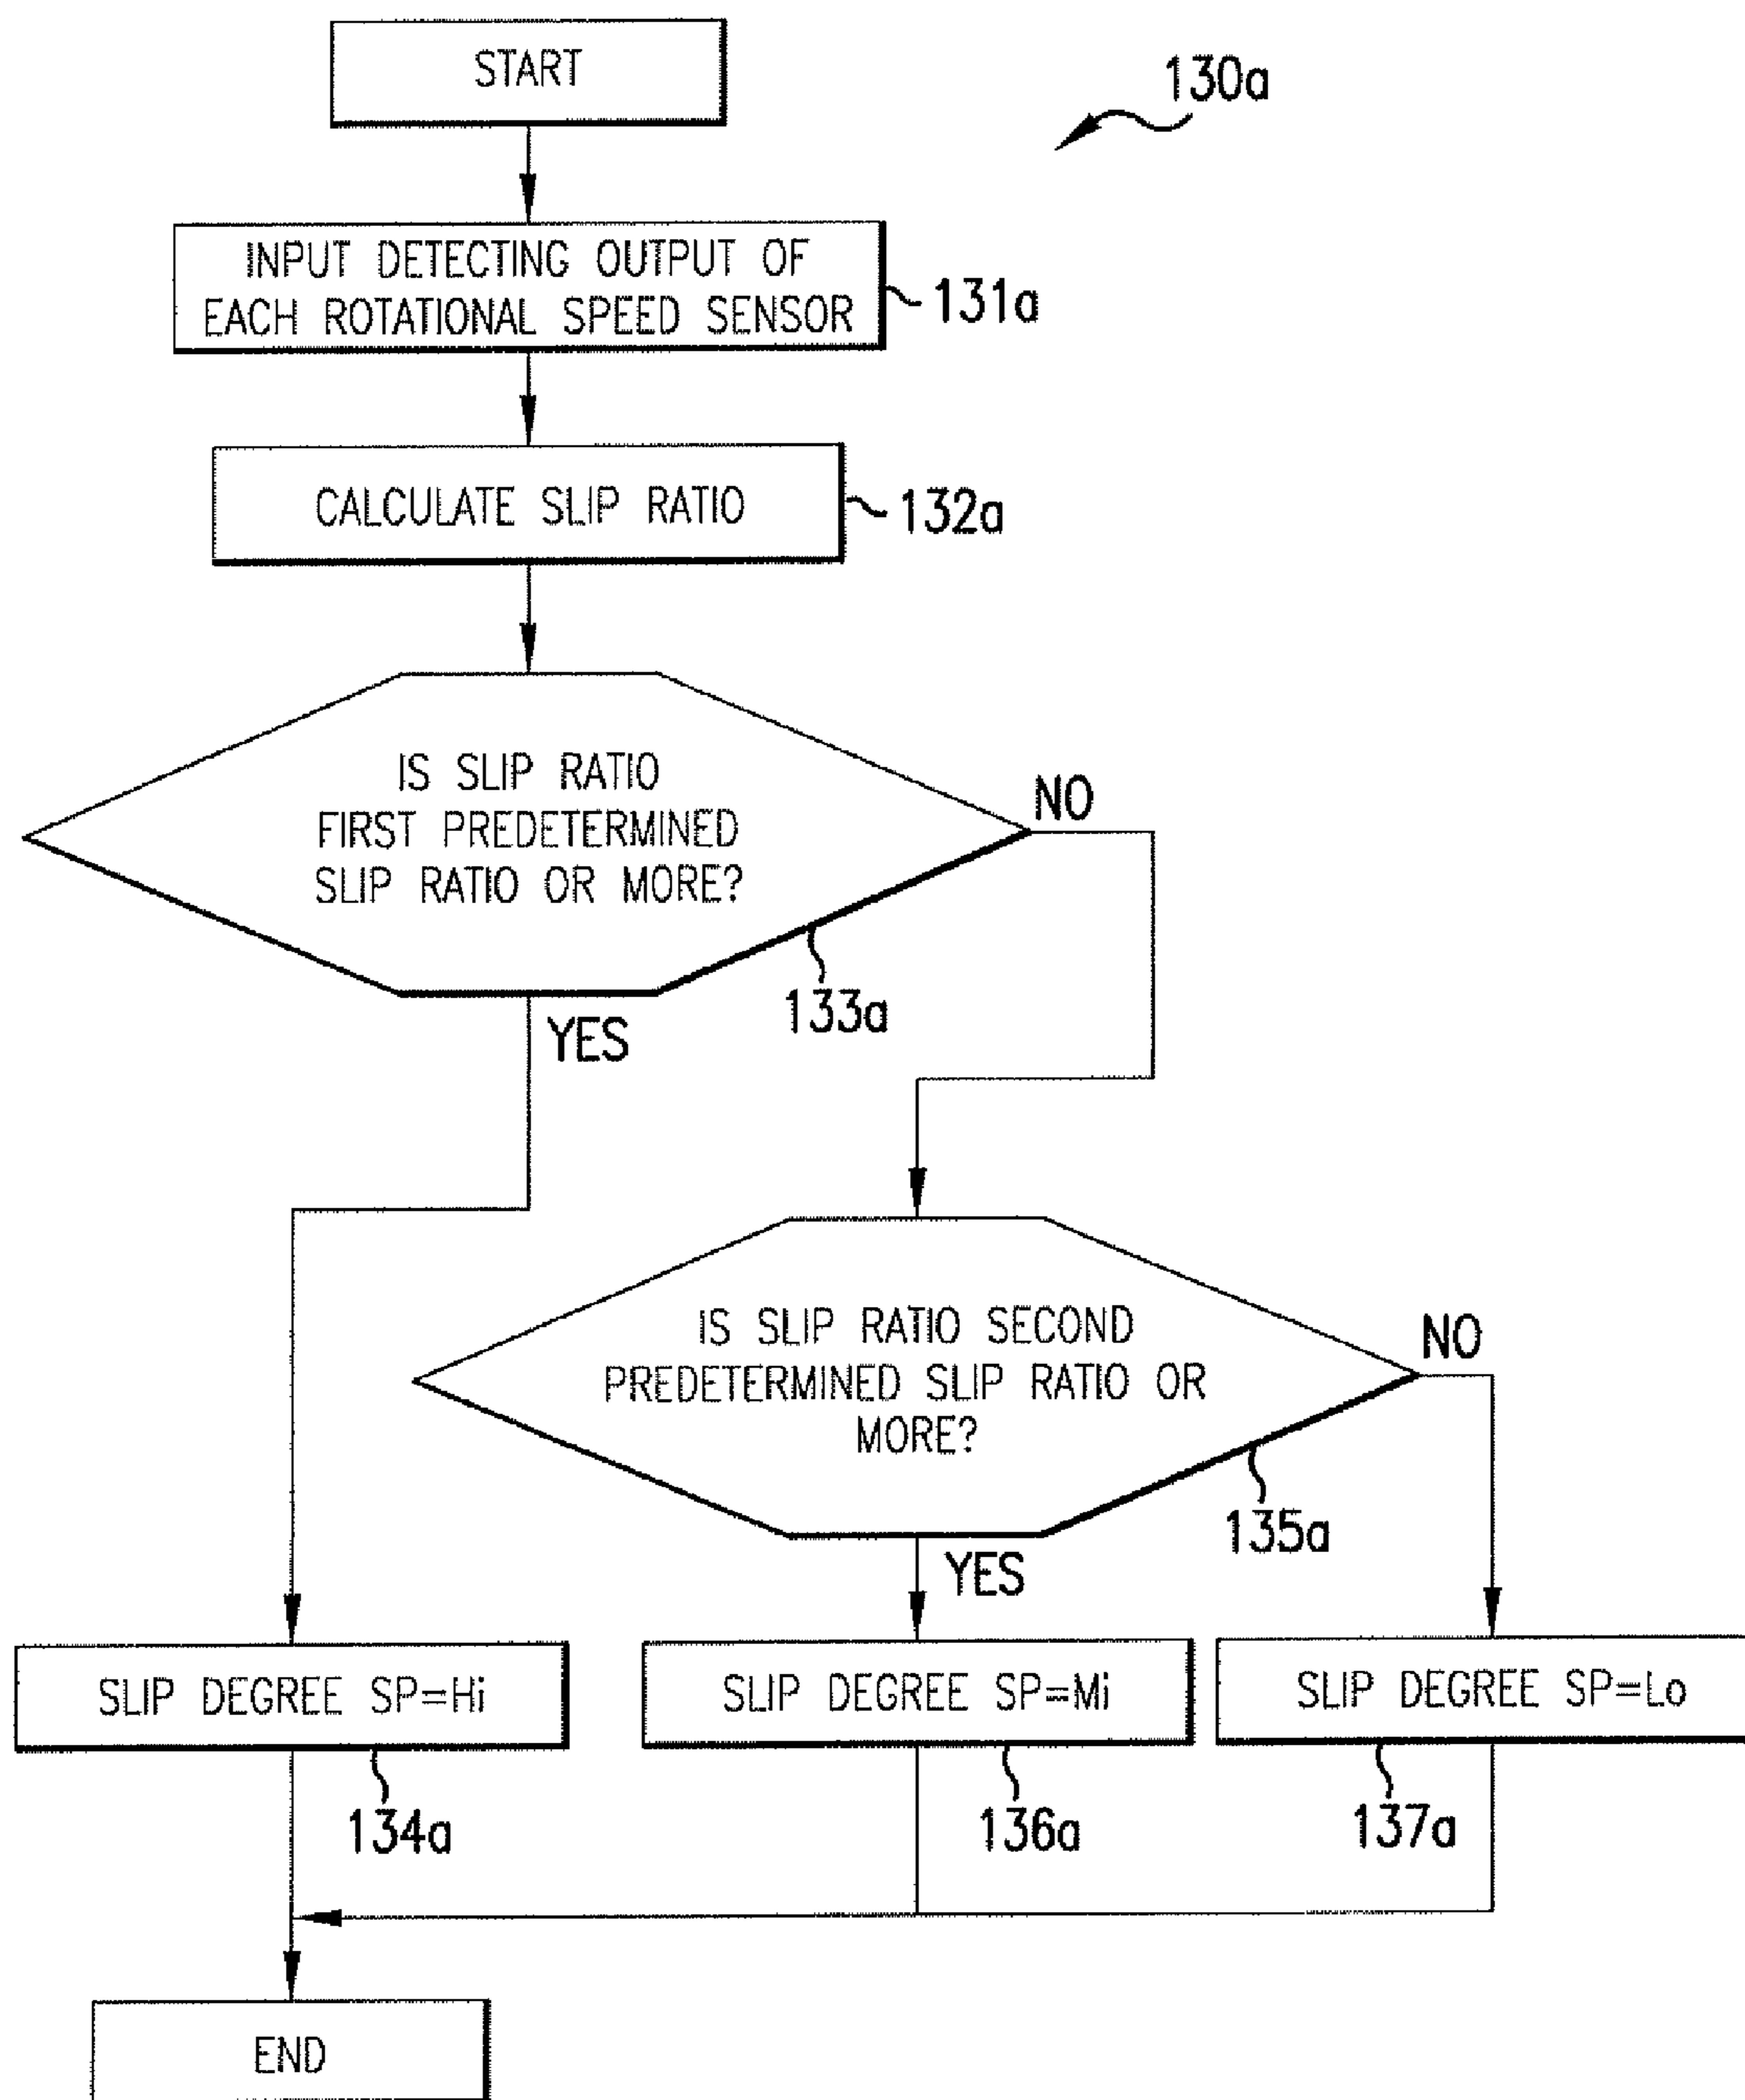 START
130a
INPUT DETECTING OUTPUT OF
EACH ROTATIONAL SPEED SENSOR
131a
CALCULATE SLIP RATIO
132a
IS SLIP RATIO
FIRST PREDETERMINED
SLIP RATIO OR MORE?
NO
133a
YES
IS SLIP RATIO SECOND
PREDETERMINED SLIP RATIO OR
MORE?
NO
135a
YES
SLIP DEGREE SP=Hi
SLIP DEGREE SP=Mi
SLIP DEGREE SP=Lo
134a
136a
137a
END